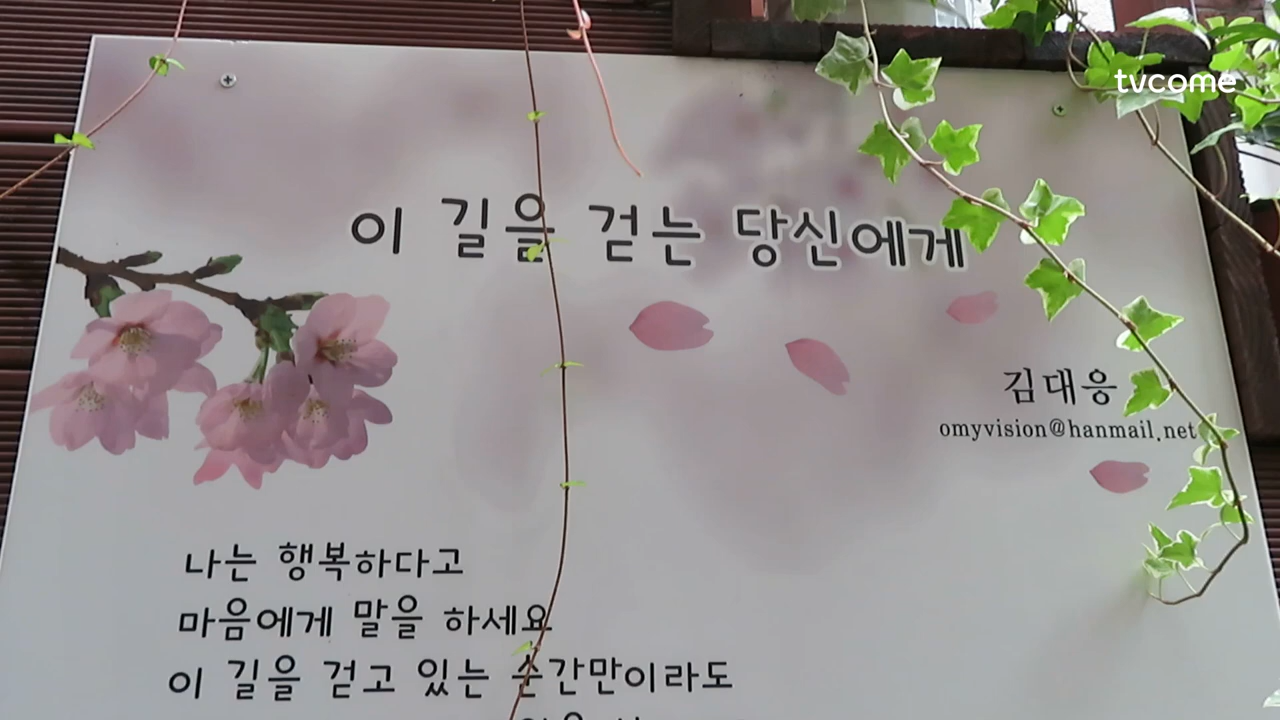 tvcome
이 길을 걷는 당신에게
김대응
omyvision@hanmail.net
나는 행복하다고
마음에게 말을 하세요
이 길을 걷고 있는 순간만이라도